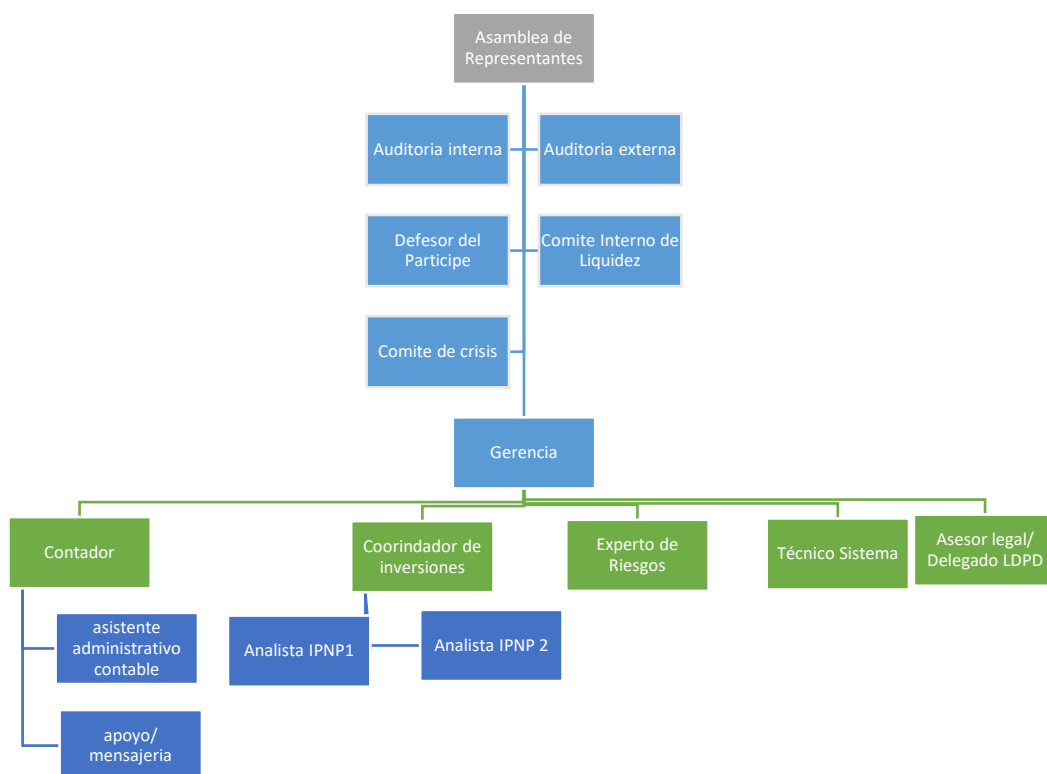 Asamblea de
Representantes
Auditoria interna
Auditoria externa
Defesor del
Participe
Comite Interno de
Liquidez
Comite de crisis
Gerencia
Contador
Coorindador de
inversiones
Experto de
Riesgos
Técnico Sistema
Asesor legal/
Delegado LDPD
asistente
administrativo
contable
Analista IPNP1
Analista IPNP 2
apoyo/
mensajeria